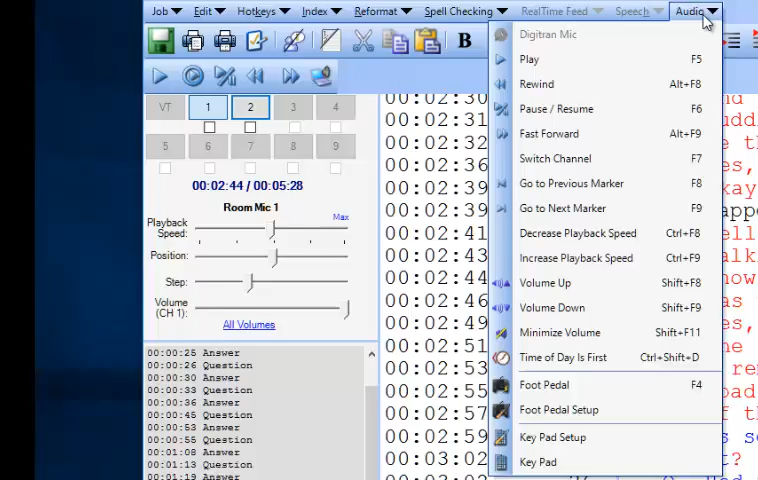 Job Edit Hotkeys Index Reformat Spell Checking RealTime Feed Speech Audio
B
VT 1 2 3 4
5 6 7 8 9
00:02:44 / 00:05:28
Room Mic 1
Playback Speed: Max
Position:
Step:
Volume (CH 1)
All Volumes
00:00:25 Answer
00:00:26 Question
00:00:30 Answer
00:00:33 Question
00:00:36 Answer
00:00:45 Question
00:00:53 Answer
00:00:55 Question
00:01:08 Answer
00:01:13 Question
00:01:19 Answer
00:02:30
00:02:31
00:02:32
00:02:36
00:02:39
00:02:39
00:02:41
00:02:43
00:02:44
00:02:46
00:02:49
00:02:51
00:02:53
00:02:55
00:02:57
00:02:59
00:03:02
Digitran Mic
Play F5
Rewind Alt+F8
Pause / Resume F6
Fast Forward Alt+F9
Switch Channel F7
Go to Previous Marker F8
Go to Next Marker F9
Decrease Playback Speed Ctrl+F8
Increase Playback Speed Ctrl+F9
Volume Up Shift+F8
Volume Down Shift+F9
Minimize Volume Shift+F11
Time of Day Is First Ctrl+Shift+D
Foot Pedal F4
Foot Pedal Setup
Key Pad Setup
Key Pad